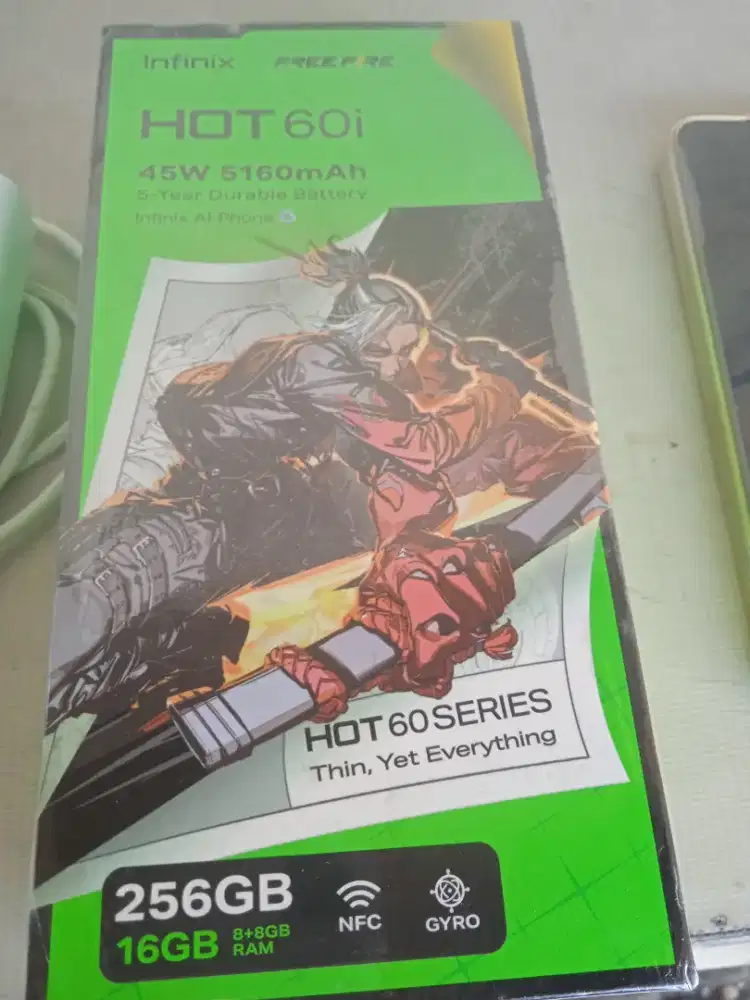 Infinix FREE FIRE
HOT 60i
45W 5160mAh
5-Year Durable Battery
Infinix AI Phone
HOT 60 SERIES
Thin, Yet Everything
256GB
16GB 8+8GB RAM
NFC
GYRO